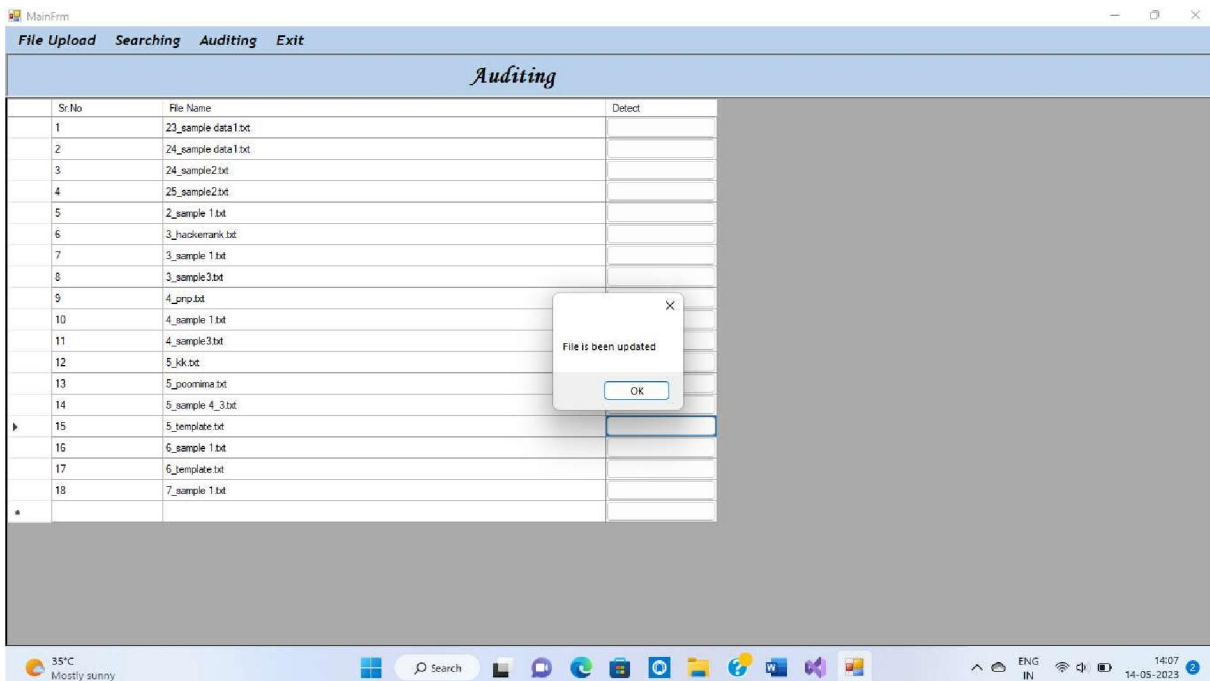 MainFrm
File Upload Searching Auditing Exit
Auditing
Sr.No File Name Detect
1 23_sample data1.txt
2 24_sample data1.txt
3 24_sample2.txt
4 25_sample2.txt
5 2_sample 1.txt
6 3_hackerrank.txt
7 3_sample 1.txt
8 3_sample3.txt
9 4_pnp.txt
10 4_sample 1.txt
11 4_sample3.txt
12 5_kk.txt
13 5_poornima.txt
14 5_sample 4_3.txt
15 5_template.txt
16 6_sample 1.txt
17 6_template.txt
18 7_sample 1.txt
File is been updated
OK
35°C
Mostly sunny
Search
ENG
IN
14:07
14-05-2023
2